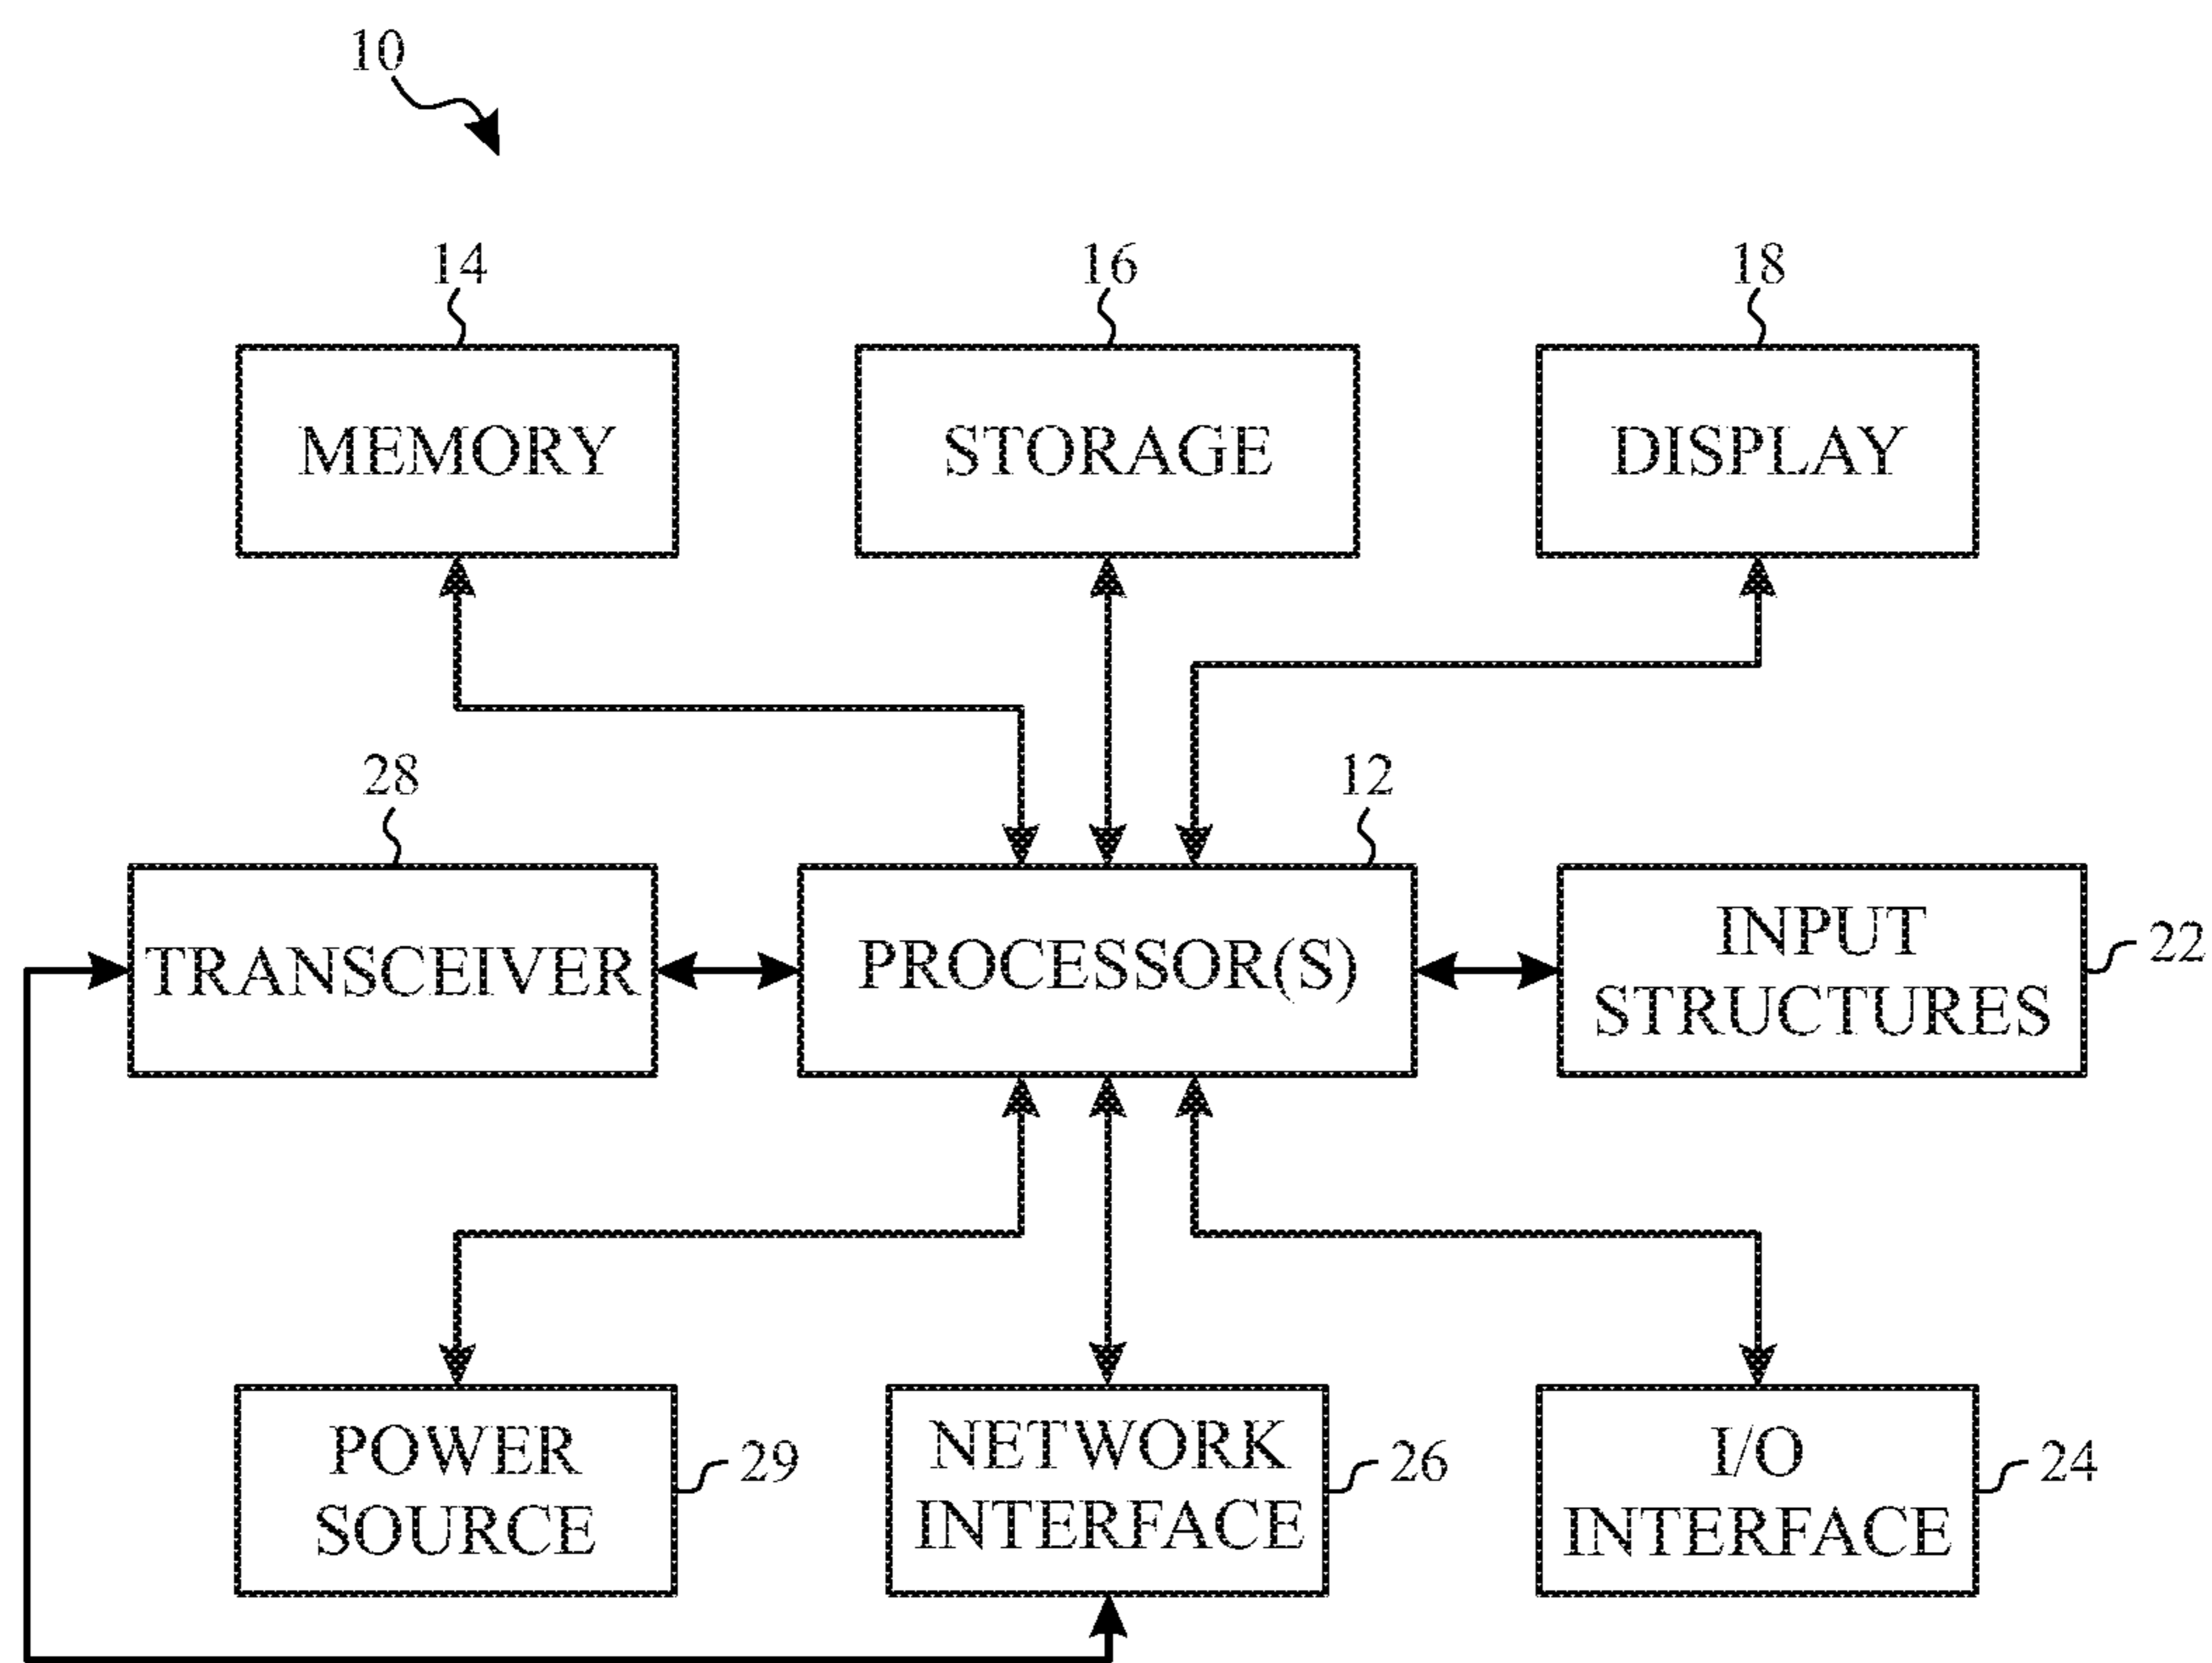 10
14
16
18
MEMORY
STORAGE
DISPLAY
28
12
TRANSCEIVER
PROCESSOR(S)
INPUT
STRUCTURES
22
POWER
SOURCE
29
NETWORK
INTERFACE
26
I/O
INTERFACE
24